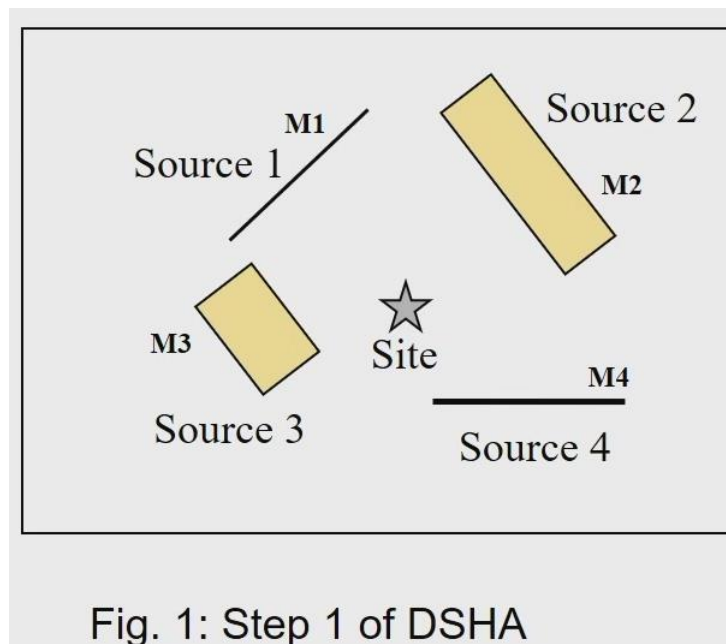 M1
Source 1
Source 2
M2
M3
Site
M4
Source 3
Source 4
Fig. 1: Step 1 of DSHA